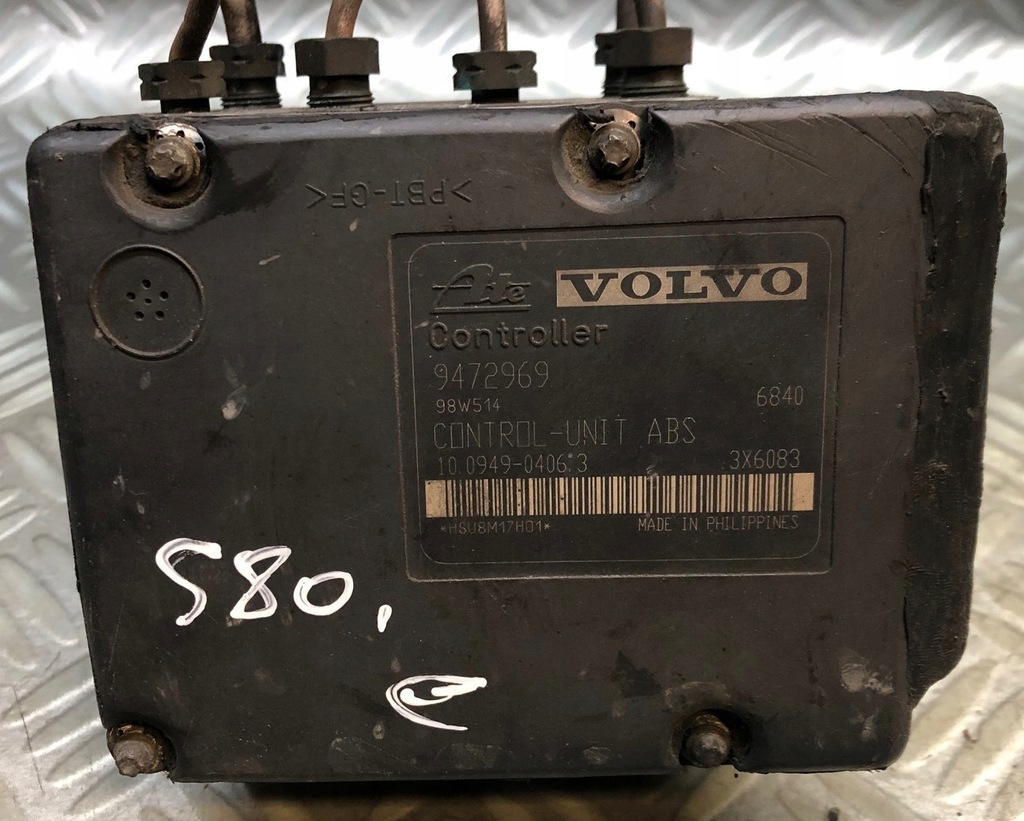 >PBT-GF<
Ate VOLVO
Controller
9472969
98W514 6840
CONTROL-UNIT ABS
10.0949-0406.3 3X6083
*H8U8M17H01* MADE IN PHILIPPINES
S80.